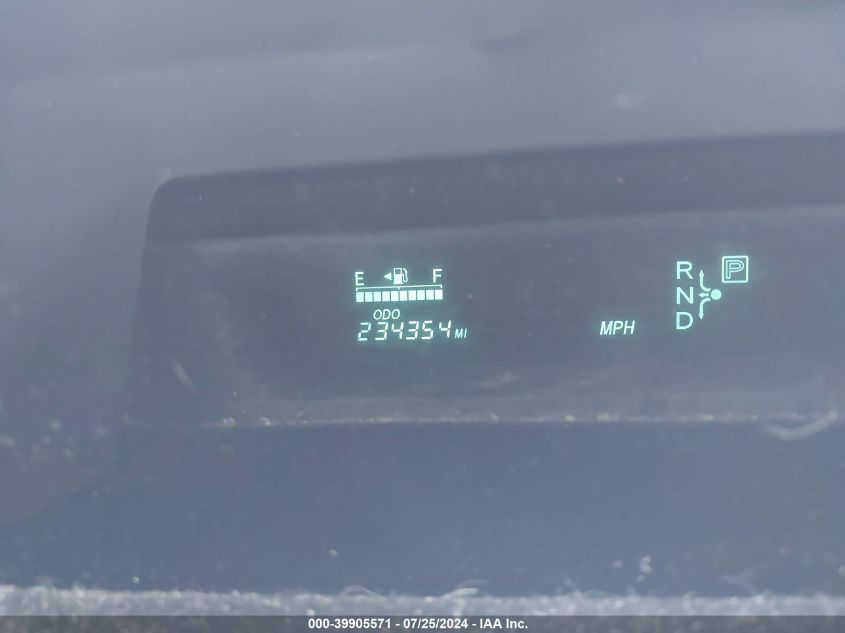 E F
ODO
234354 MI
MPH
R P
N
D
000-39905571 - 07/25/2024 - IAA Inc.